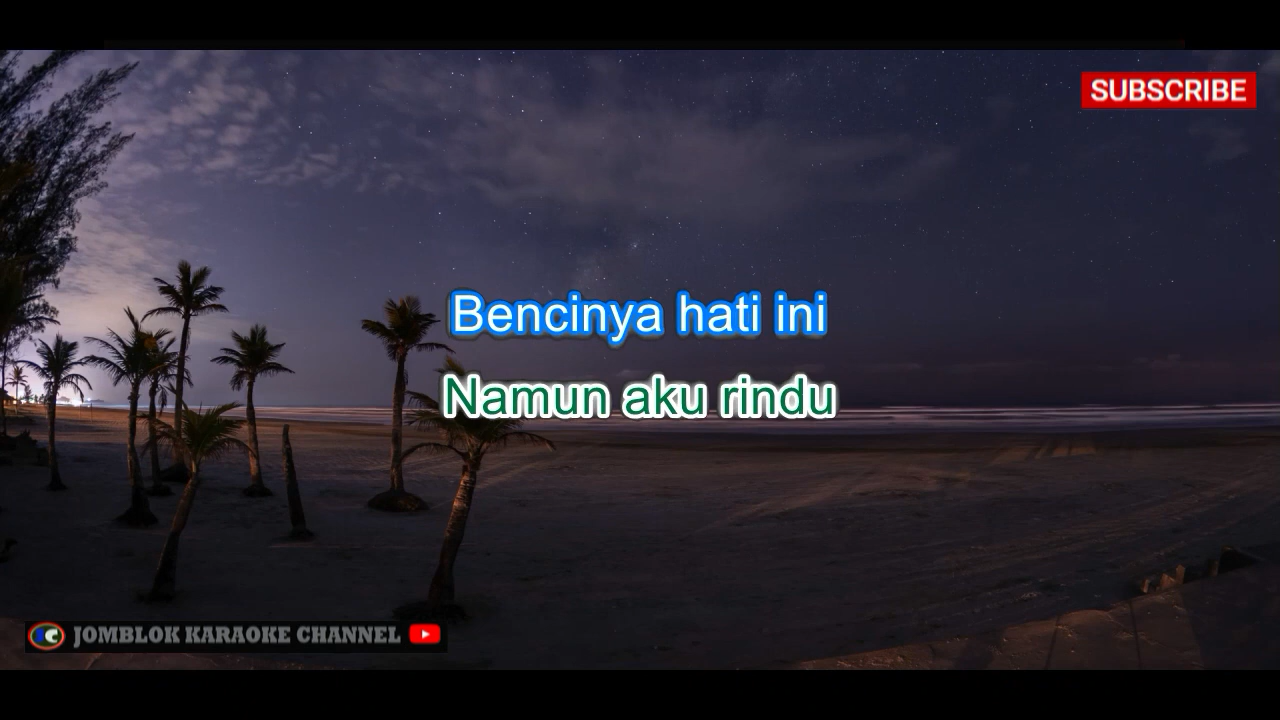 SUBSCRIBE
Bencinya hati ini
Namun aku rindu
JOMBLOK KARAOKE CHANNEL